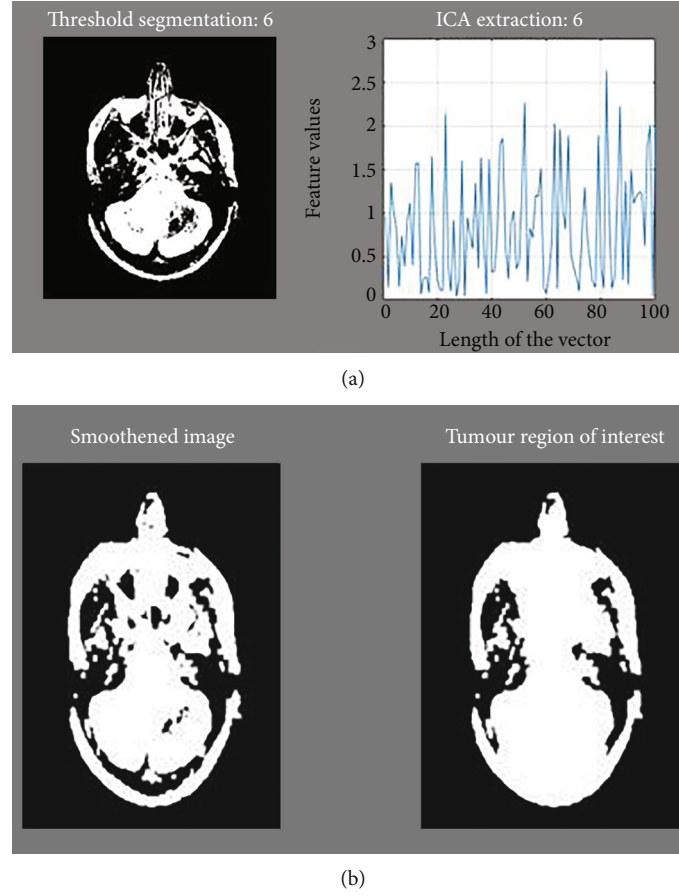 Threshold segmentation: 6
ICA extraction: 6
3
2.5
2
1.5
1
0.5
0
Feature values
0 20 40 60 80 100
Length of the vector
(a)
Smoothened image
Tumour region of interest
(b)